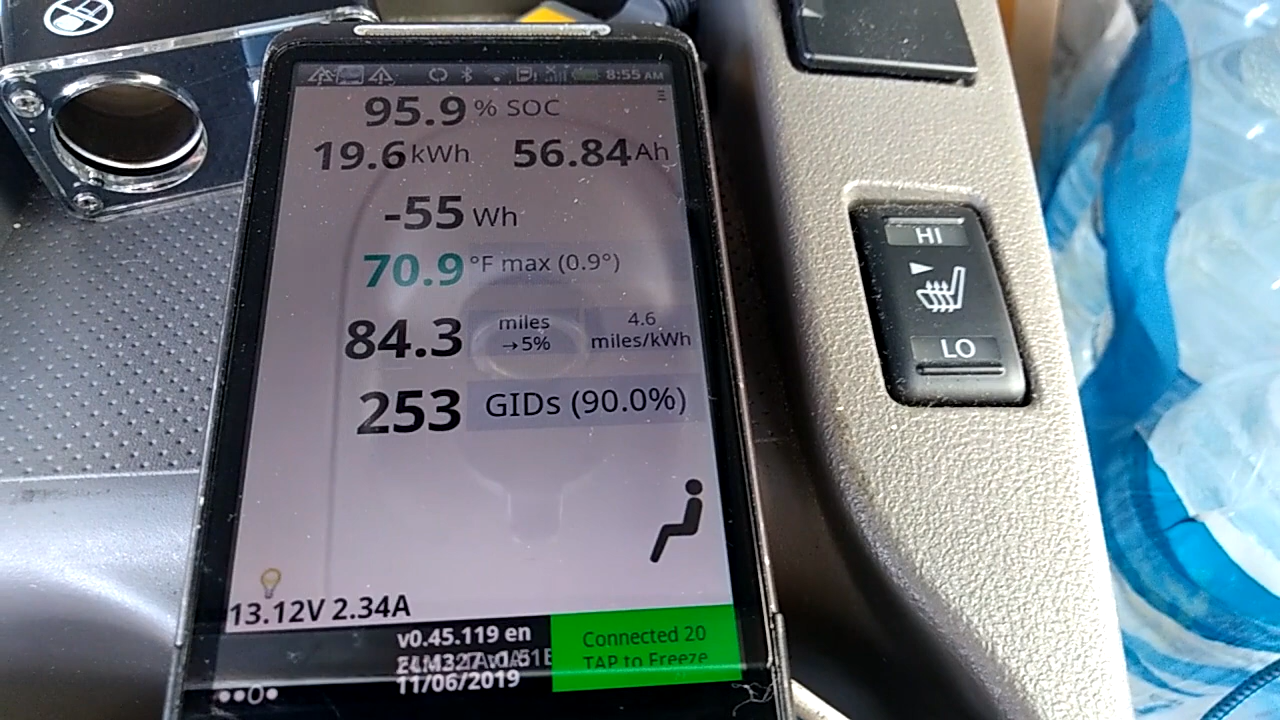 8:55 AM
95.9 % SOC
19.6 kWh 56.84 Ah
-55 Wh
70.9 °F max (0.9°)
84.3 miles →5% 4.6 miles/kWh
253 GIDs (90.0%)
13.12V 2.34A
v0.45.119 en
11/06/2019
Connected 20
TAP to Freeze
HI
LO